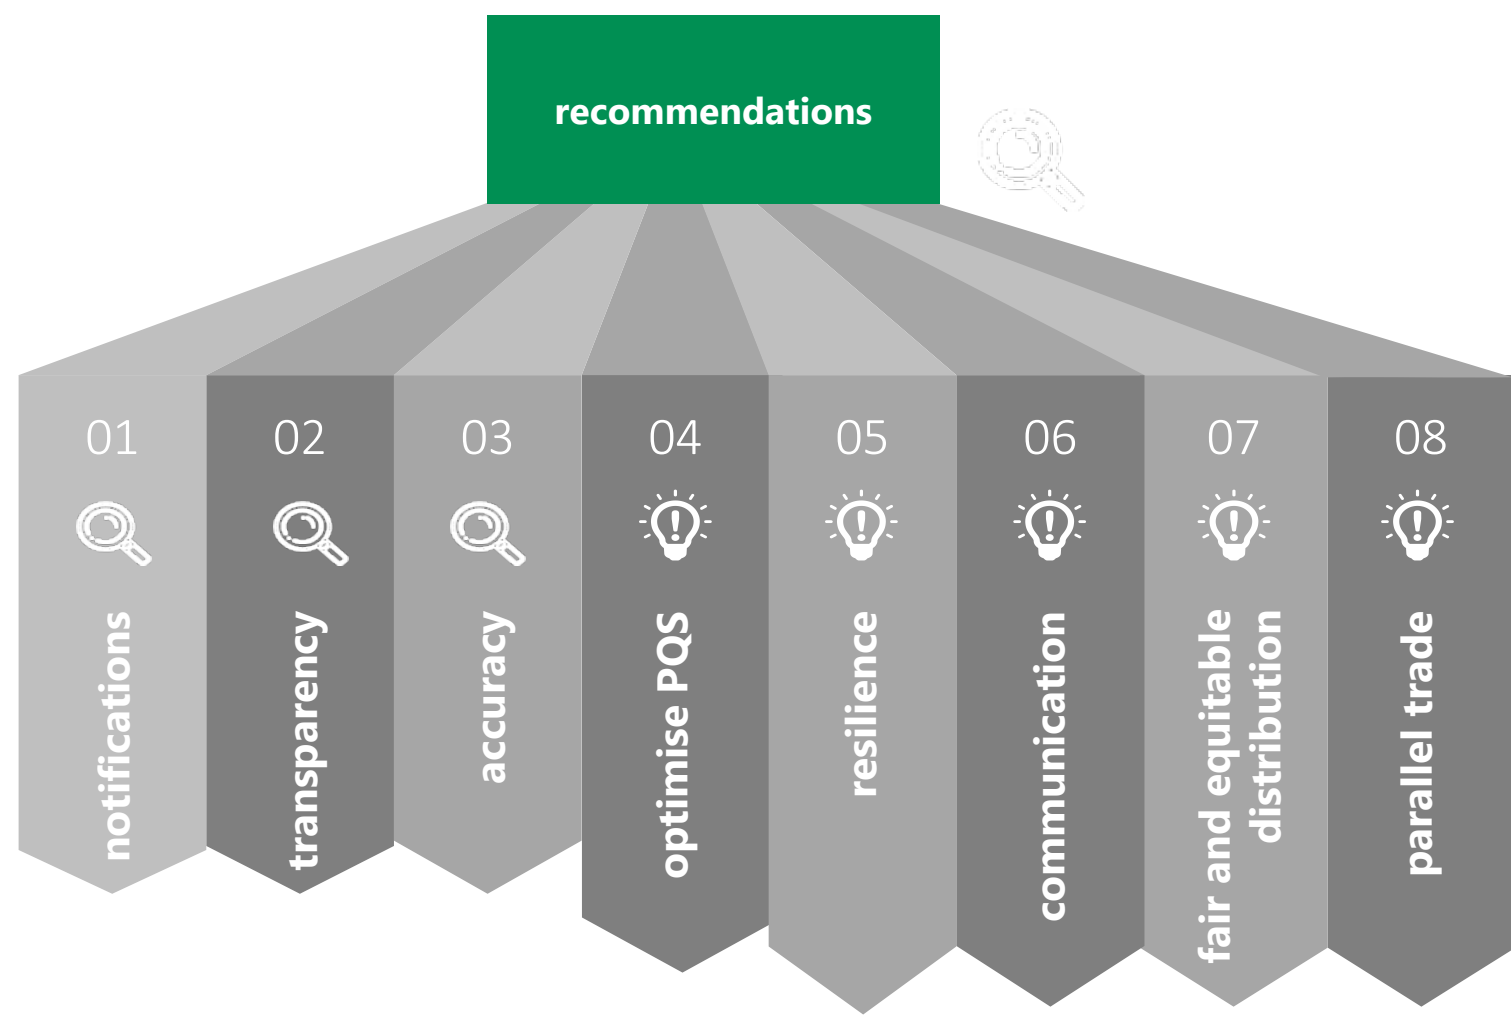 recommendations
01
notifications
02
transparency
03
accuracy
04
optimise PQS
05
resilience
06
communication
07
fair and equitable
distribution
08
parallel trade